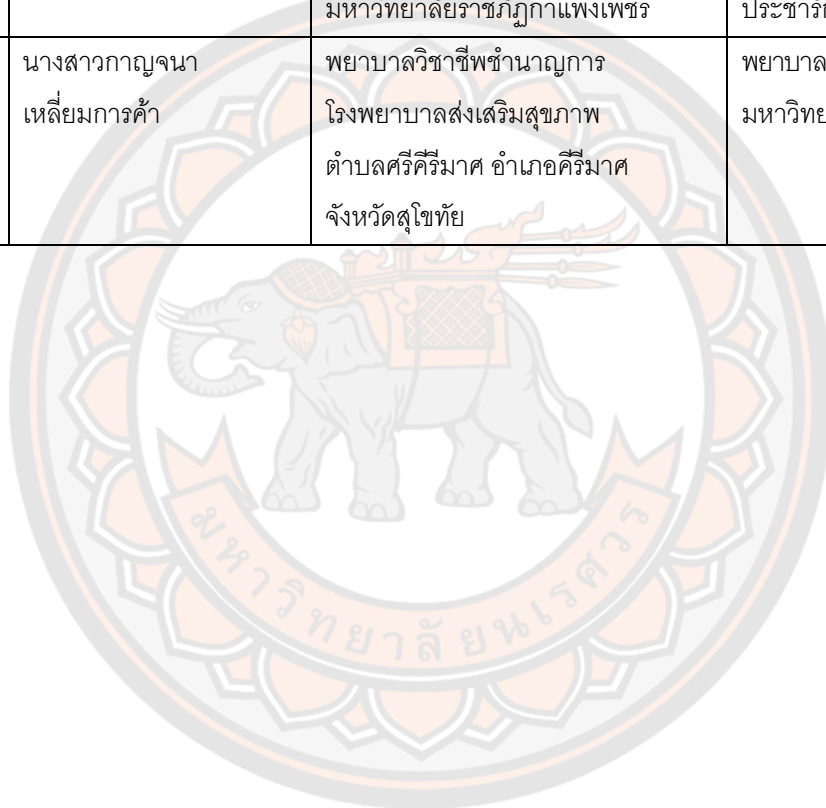 มหาวิทยาลัยราชภัฏกำแพงเพชร
นางสาวกาญจนา
เหลี่ยมการค้า
พยาบาลวิชาชีพชำนาญการ
โรงพยาบาลส่งเสริมสุขภาพ
ตำบลศรีคีรีมาศ อำเภอคีรีมาศ
จังหวัดสุโขทัย
พยาบาล
มหาวิทยาลัยนเรศวร